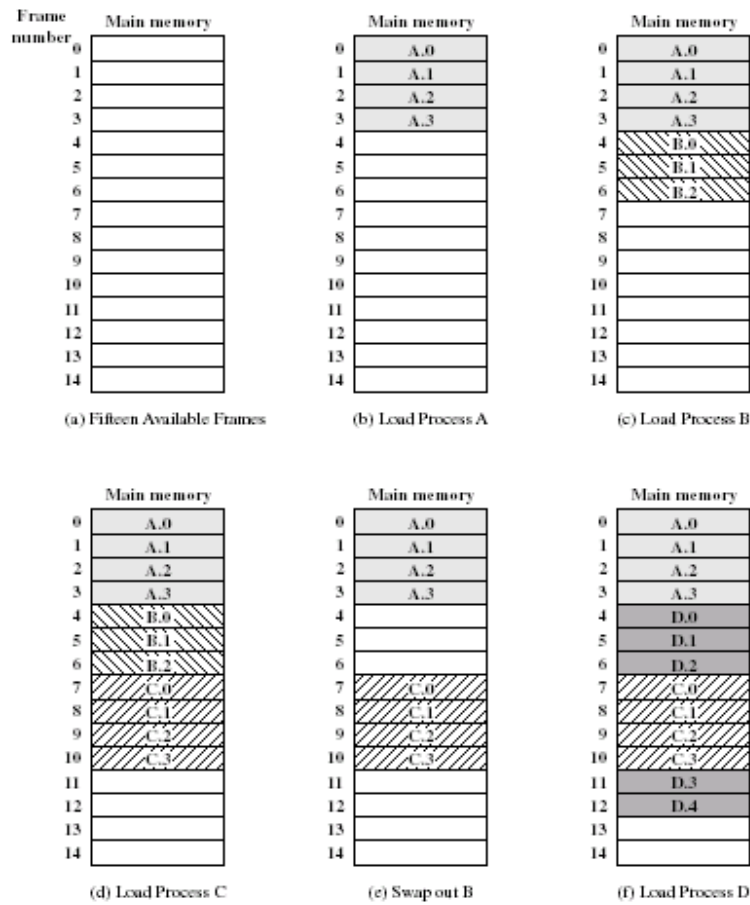 Frame number
Main memory
0
1
2
3
4
5
6
7
8
9
10
11
12
13
14
(a) Fifteen Available Frames
Main memory
0 A.0
1 A.1
2 A.2
3 A.3
4
5
6
7
8
9
10
11
12
13
14
(b) Load Process A
Main memory
0 A.0
1 A.1
2 A.2
3 A.3
4 B.0
5 B.1
6 B.2
7
8
9
10
11
12
13
14
(c) Load Process B
Main memory
0 A.0
1 A.1
2 A.2
3 A.3
4 B.0
5 B.1
6 B.2
7 C.0
8 C.1
9 C.2
10 C.3
11
12
13
14
(d) Load Process C
Main memory
0 A.0
1 A.1
2 A.2
3 A.3
4
5
6
7 C.0
8 C.1
9 C.2
10 C.3
11
12
13
14
(e) Swap out B
Main memory
0 A.0
1 A.1
2 A.2
3 A.3
4 D.0
5 D.1
6 D.2
7 C.0
8 C.1
9 C.2
10 C.3
11 D.3
12 D.4
13
14
(f) Load Process D